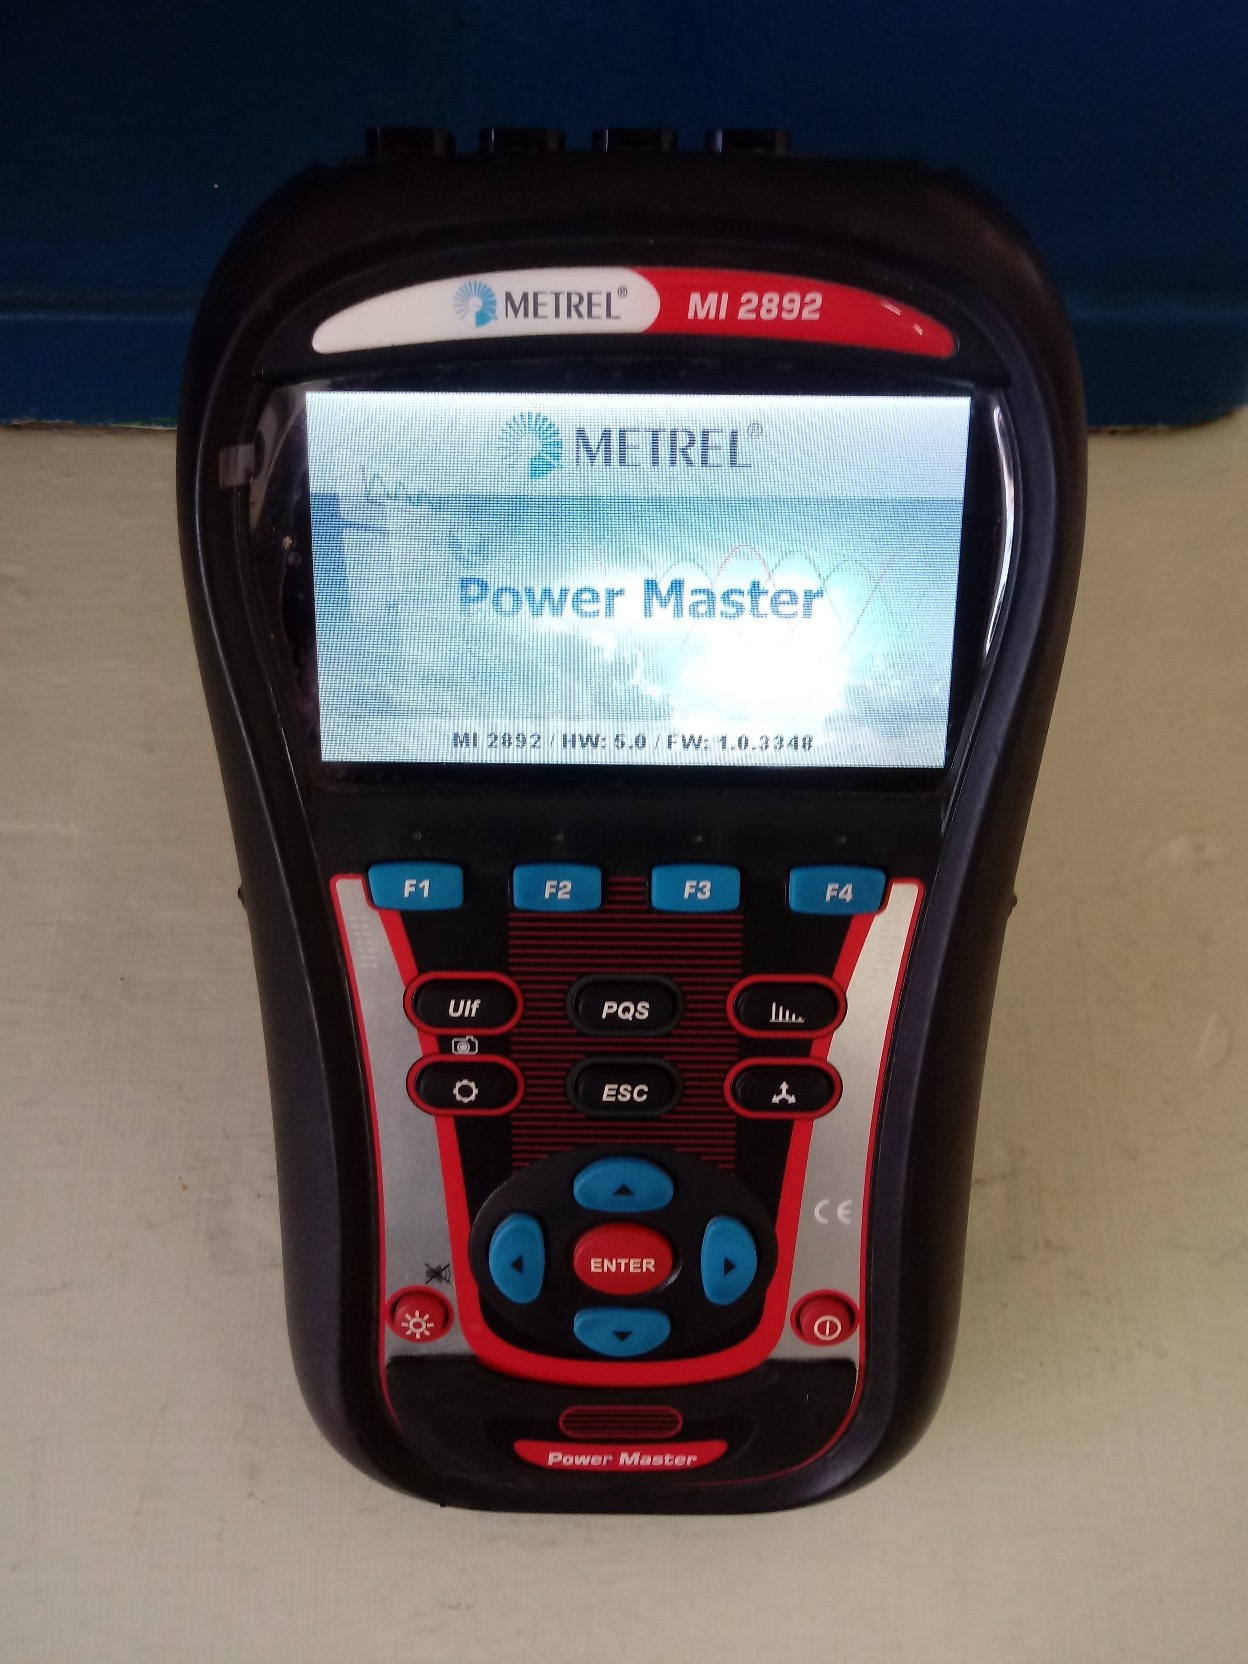 METREL® MI 2892
METREL®
Power Master
MI 2892 / HW: 5.0 / FW: 1.0.3348
F1 F2 F3 F4
UIf PQS
ESC
ENTER
CE
Power Master